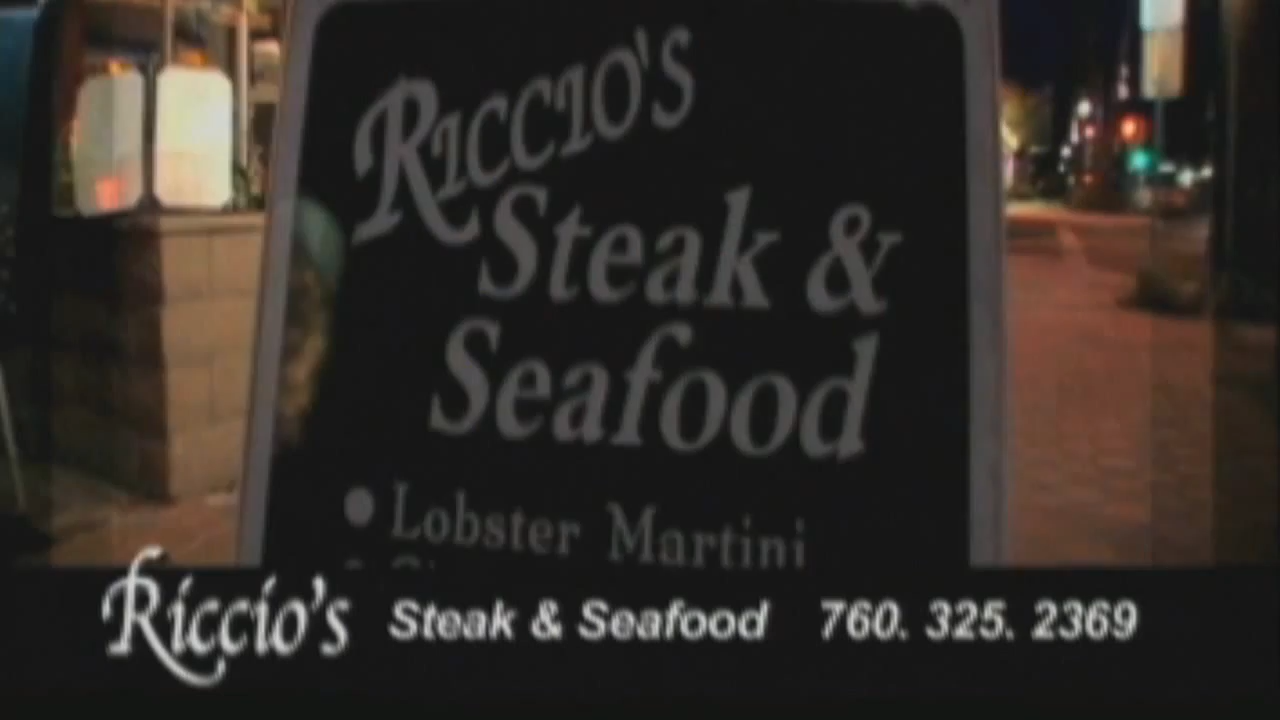 RICCIO'S
Steak &
Seafood
• Lobster Martini
Riccio's Steak & Seafood 760. 325. 2369